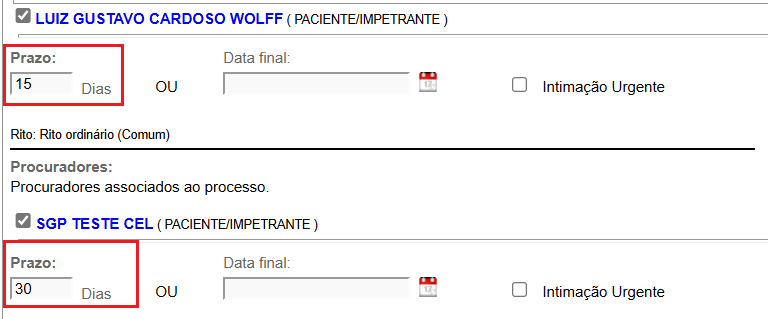 LUIZ GUSTAVO CARDOSO WOLFF ( PACIENTE/IMPETRANTE )
Prazo: Data final:
15 Dias OU Intimação Urgente
Rito: Rito ordinário (Comum)
Procuradores:
Procuradores associados ao processo.
SGP TESTE CEL ( PACIENTE/IMPETRANTE )
Prazo: Data final:
30 Dias OU Intimação Urgente